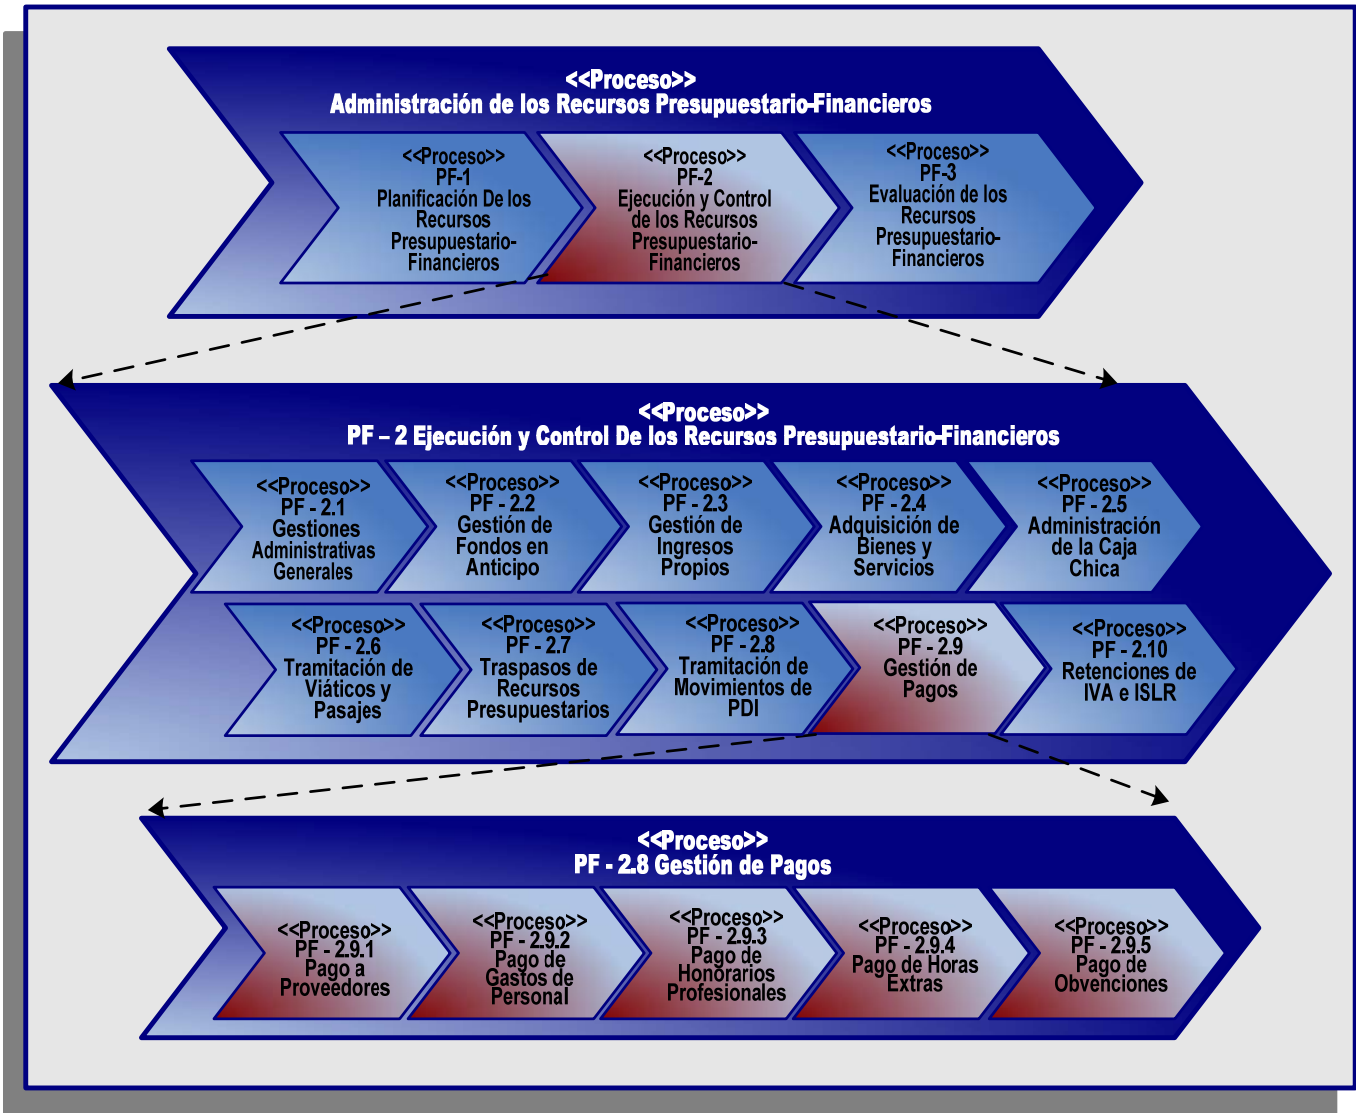 <<Proceso>>
Administración de los Recursos Presupuestario-Financieros
<<Proceso>>
PF-1
Planificación De los
Recursos
Presupuestario-
Financieros
<<Proceso>>
PF-2
Ejecución y Control
de los Recursos
Presupuestario-
Financieros
<<Proceso>>
PF-3
Evaluación de los
Recursos
Presupuestario-
Financieros
<<Proceso>>
PF – 2 Ejecución y Control De los Recursos Presupuestario-Financieros
<<Proceso>>
PF - 2.1
Gestiones
Administrativas
Generales
<<Proceso>>
PF - 2.2
Gestión de
Fondos en
Anticipo
<<Proceso>>
PF - 2.3
Gestión de
Ingresos
Propios
<<Proceso>>
PF - 2.4
Adquisición de
Bienes y
Servicios
<<Proceso>>
PF - 2.5
Administración
de la Caja
Chica
<<Proceso>>
PF - 2.6
Tramitación de
Viáticos y
Pasajes
<<Proceso>>
PF - 2.7
Traspasos de
Recursos
Presupuestarios
<<Proceso>>
PF - 2.8
Tramitación de
Movimientos de
PDI
<<Proceso>>
PF - 2.9
Gestión de
Pagos
<<Proceso>>
PF - 2.10
Retenciones de
IVA e ISLR
<<Proceso>>
PF - 2.8 Gestión de Pagos
<<Proceso>>
PF - 2.9.1
Pago a
Proveedores
<<Proceso>>
PF - 2.9.2
Pago de
Gastos de
Personal
<<Proceso>>
PF - 2.9.3
Pago de
Honorarios
Profesionales
<<Proceso>>
PF - 2.9.4
Pago de Horas
Extras
<<Proceso>>
PF - 2.9.5
Pago de
Obvenciones